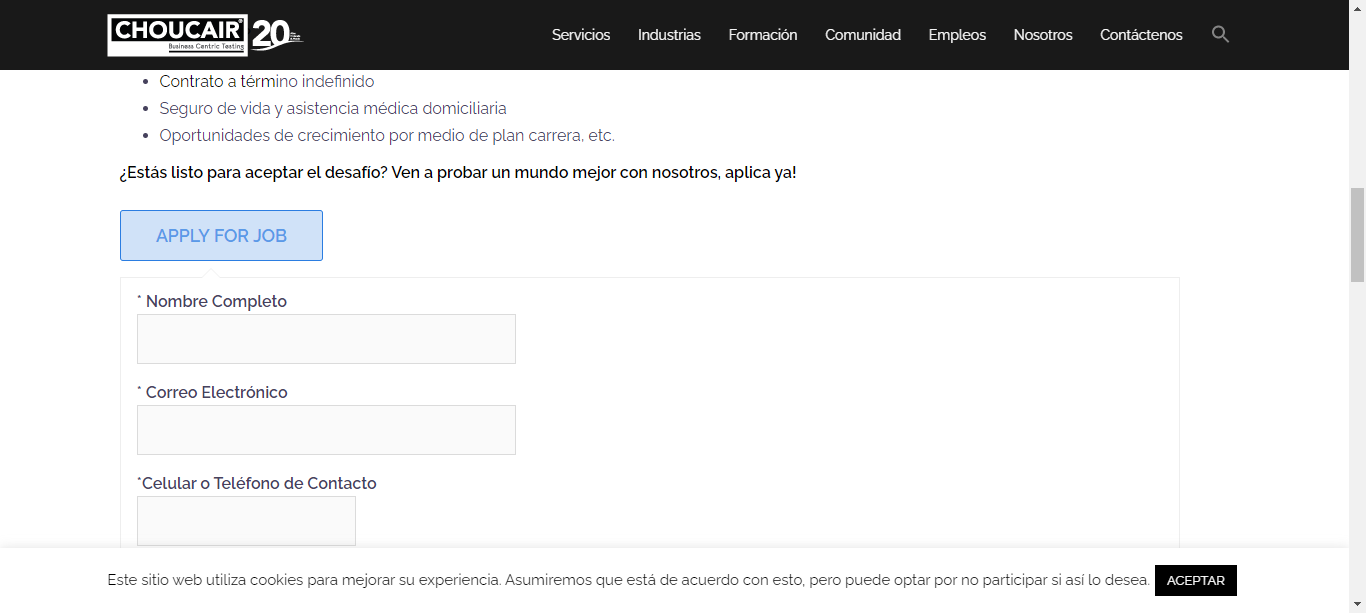 CHOUCAIR
Business Centric Testing
20
Servicios
Industrias
Formación
Comunidad
Empleos
Nosotros
Contáctenos
Contrato a término indefinido
Seguro de vida y asistencia médica domiciliaria
Oportunidades de crecimiento por medio de plan carrera, etc.
¿Estás listo para aceptar el desafío? Ven a probar un mundo mejor con nosotros, aplica ya!
APPLY FOR JOB
* Nombre Completo
* Correo Electrónico
*Celular o Teléfono de Contacto
Este sitio web utiliza cookies para mejorar su experiencia. Asumiremos que está de acuerdo con esto, pero puede optar por no participar si así lo desea.
ACEPTAR